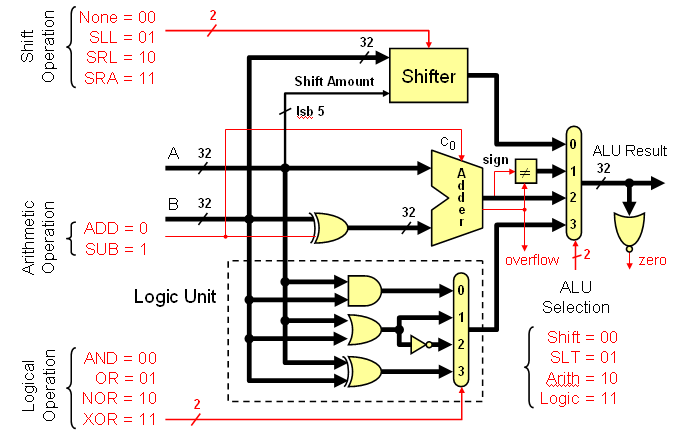 Shift
Operation
None = 00
SLL = 01
SRL = 10
SRA = 11
2
32
Shifter
Shift Amount
lsb 5
A
32
B
32
c0
Adder
sign
≠
32
0
1
2
3
ALU Result
32
Arithmetic
Operation
ADD = 0
SUB = 1
overflow
2
zero
ALU
Selection
Shift = 00
SLT = 01
Arith = 10
Logic = 11
Logic Unit
0
1
2
3
Logical
Operation
AND = 00
OR = 01
NOR = 10
XOR = 11
2